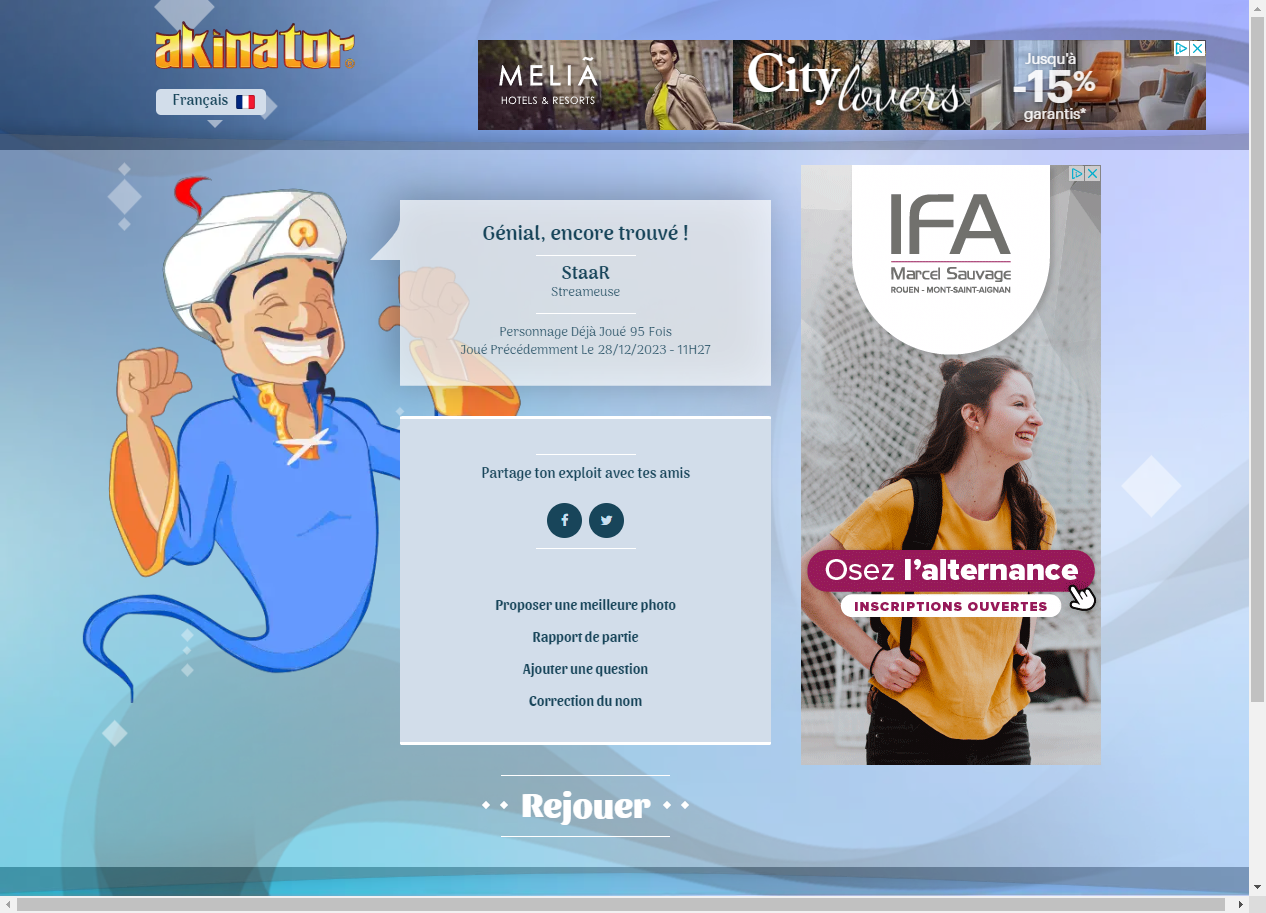 akinator
Français
MELIÃ
HOTELS & RESORTS
City lovers
Jusqu'à
-15%
garantis*
Génial, encore trouvé !
StaaR
Streameuse
Personnage Déjà Joué 95 Fois
Joué Précédemment Le 28/12/2023 - 11H27
Partage ton exploit avec tes amis
Proposer une meilleure photo
Rapport de partie
Ajouter une question
Correction du nom
Rejouer
IFA
Marcel Sauvage
ROUEN - MONT-SAINT-AIGNAN
Osez l'alternance
INSCRIPTIONS OUVERTES